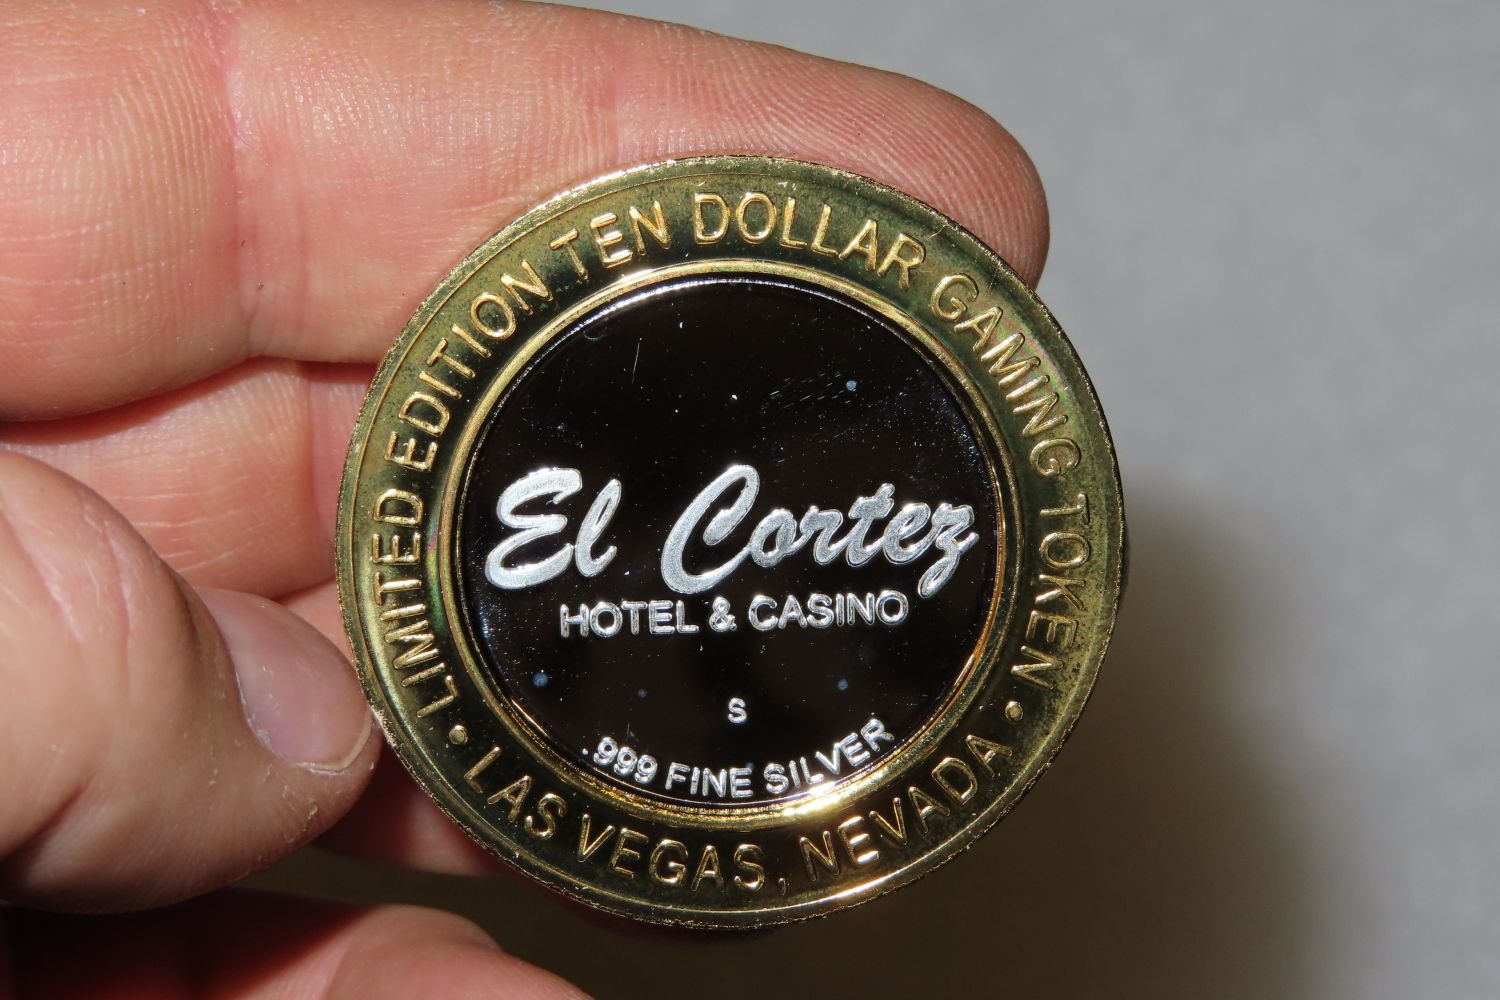 LIMITED EDITION TEN DOLLAR GAMING TOKEN
El Cortez
HOTEL & CASINO
S
.999 FINE SILVER
• LAS VEGAS, NEVADA •